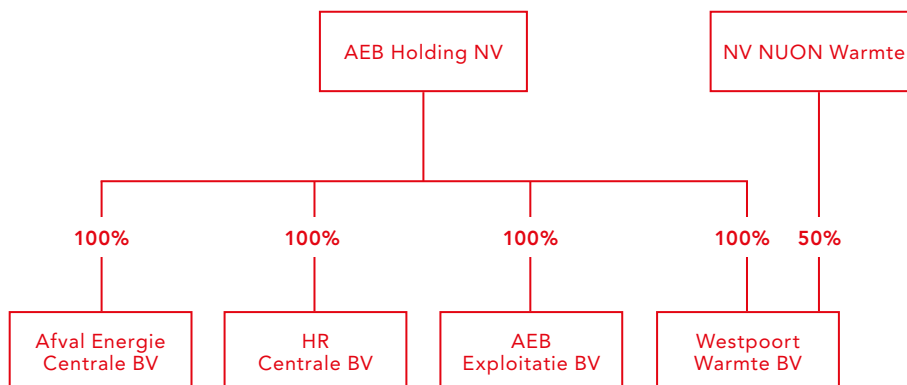 AEB Holding NV
NV NUON Warmte
100%
100%
100%
100%
50%
Afval Energie
Centrale BV
HR
Centrale BV
AEB
Exploitatie BV
Westpoort
Warmte BV